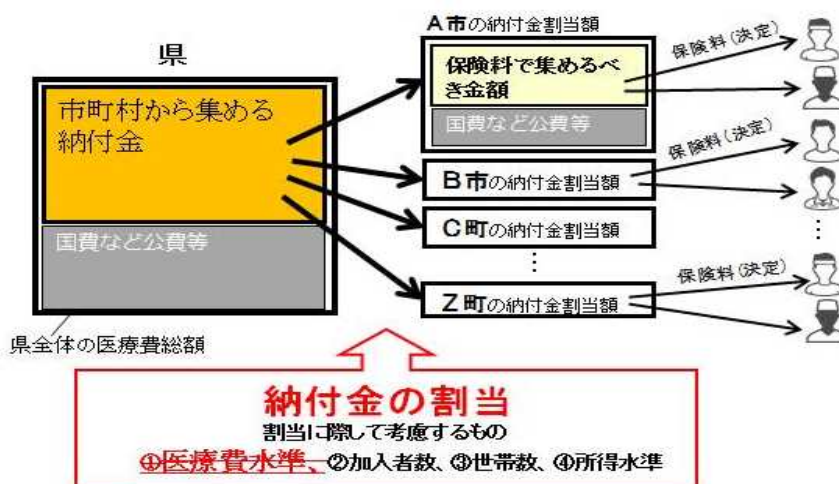 県
市町村から集める
納付金
国費など公費等
県全体の医療費総額
A市の納付金割当額
保険料で集めるべ
き金額
国費など公費等
B市の納付金割当額
C町の納付金割当額
⋮
Z町の納付金割当額
保険料(決定)
保険料(決定)
⋮
保険料(決定)
納付金の割当
割当に際して考慮するもの
①医療費水準、②加入者数、③世帯数、④所得水準